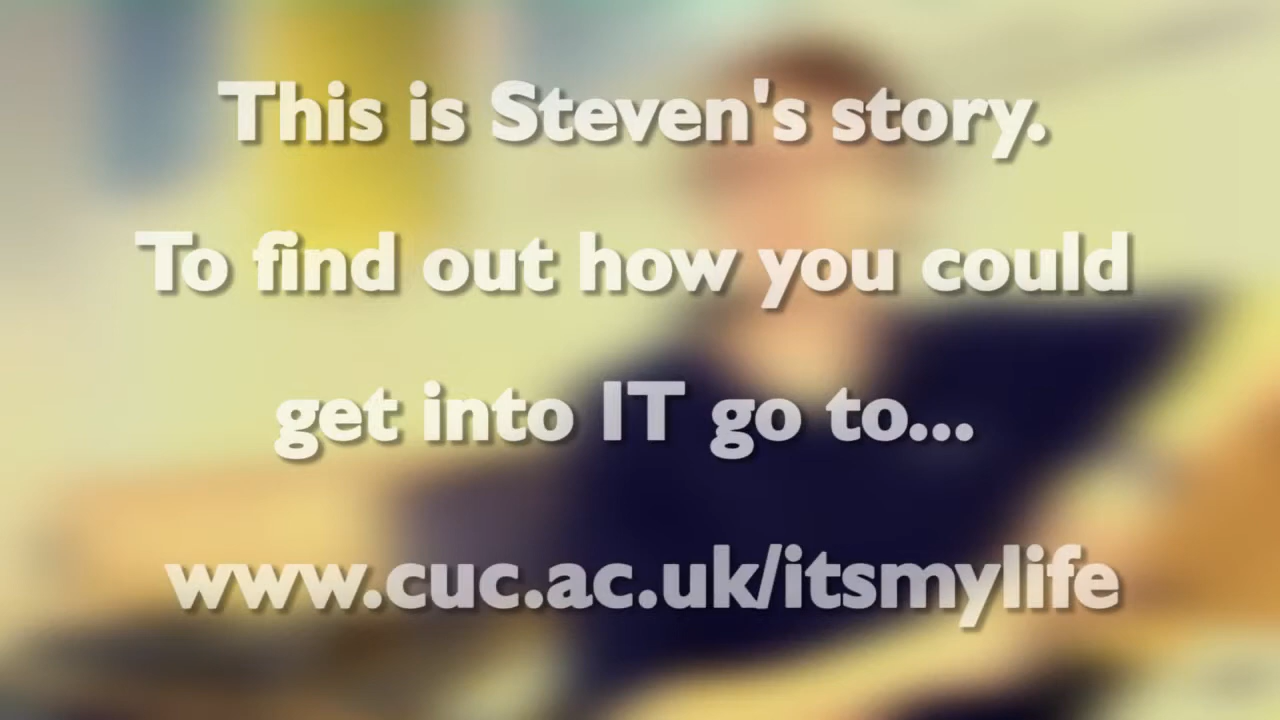 This is Steven's story.
To find out how you could
get into IT go to...
www.cuc.ac.uk/itsmylife